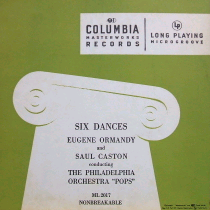 COLUMBIA
MASTERWORKS
RECORDS
LP
LONG PLAYING
MICROGROOVE
SIX DANCES
EUGENE ORMANDY
and
SAUL CASTON
conducting
THE PHILADELPHIA
ORCHESTRA "POPS"
ML 2017
NONBREAKABLE